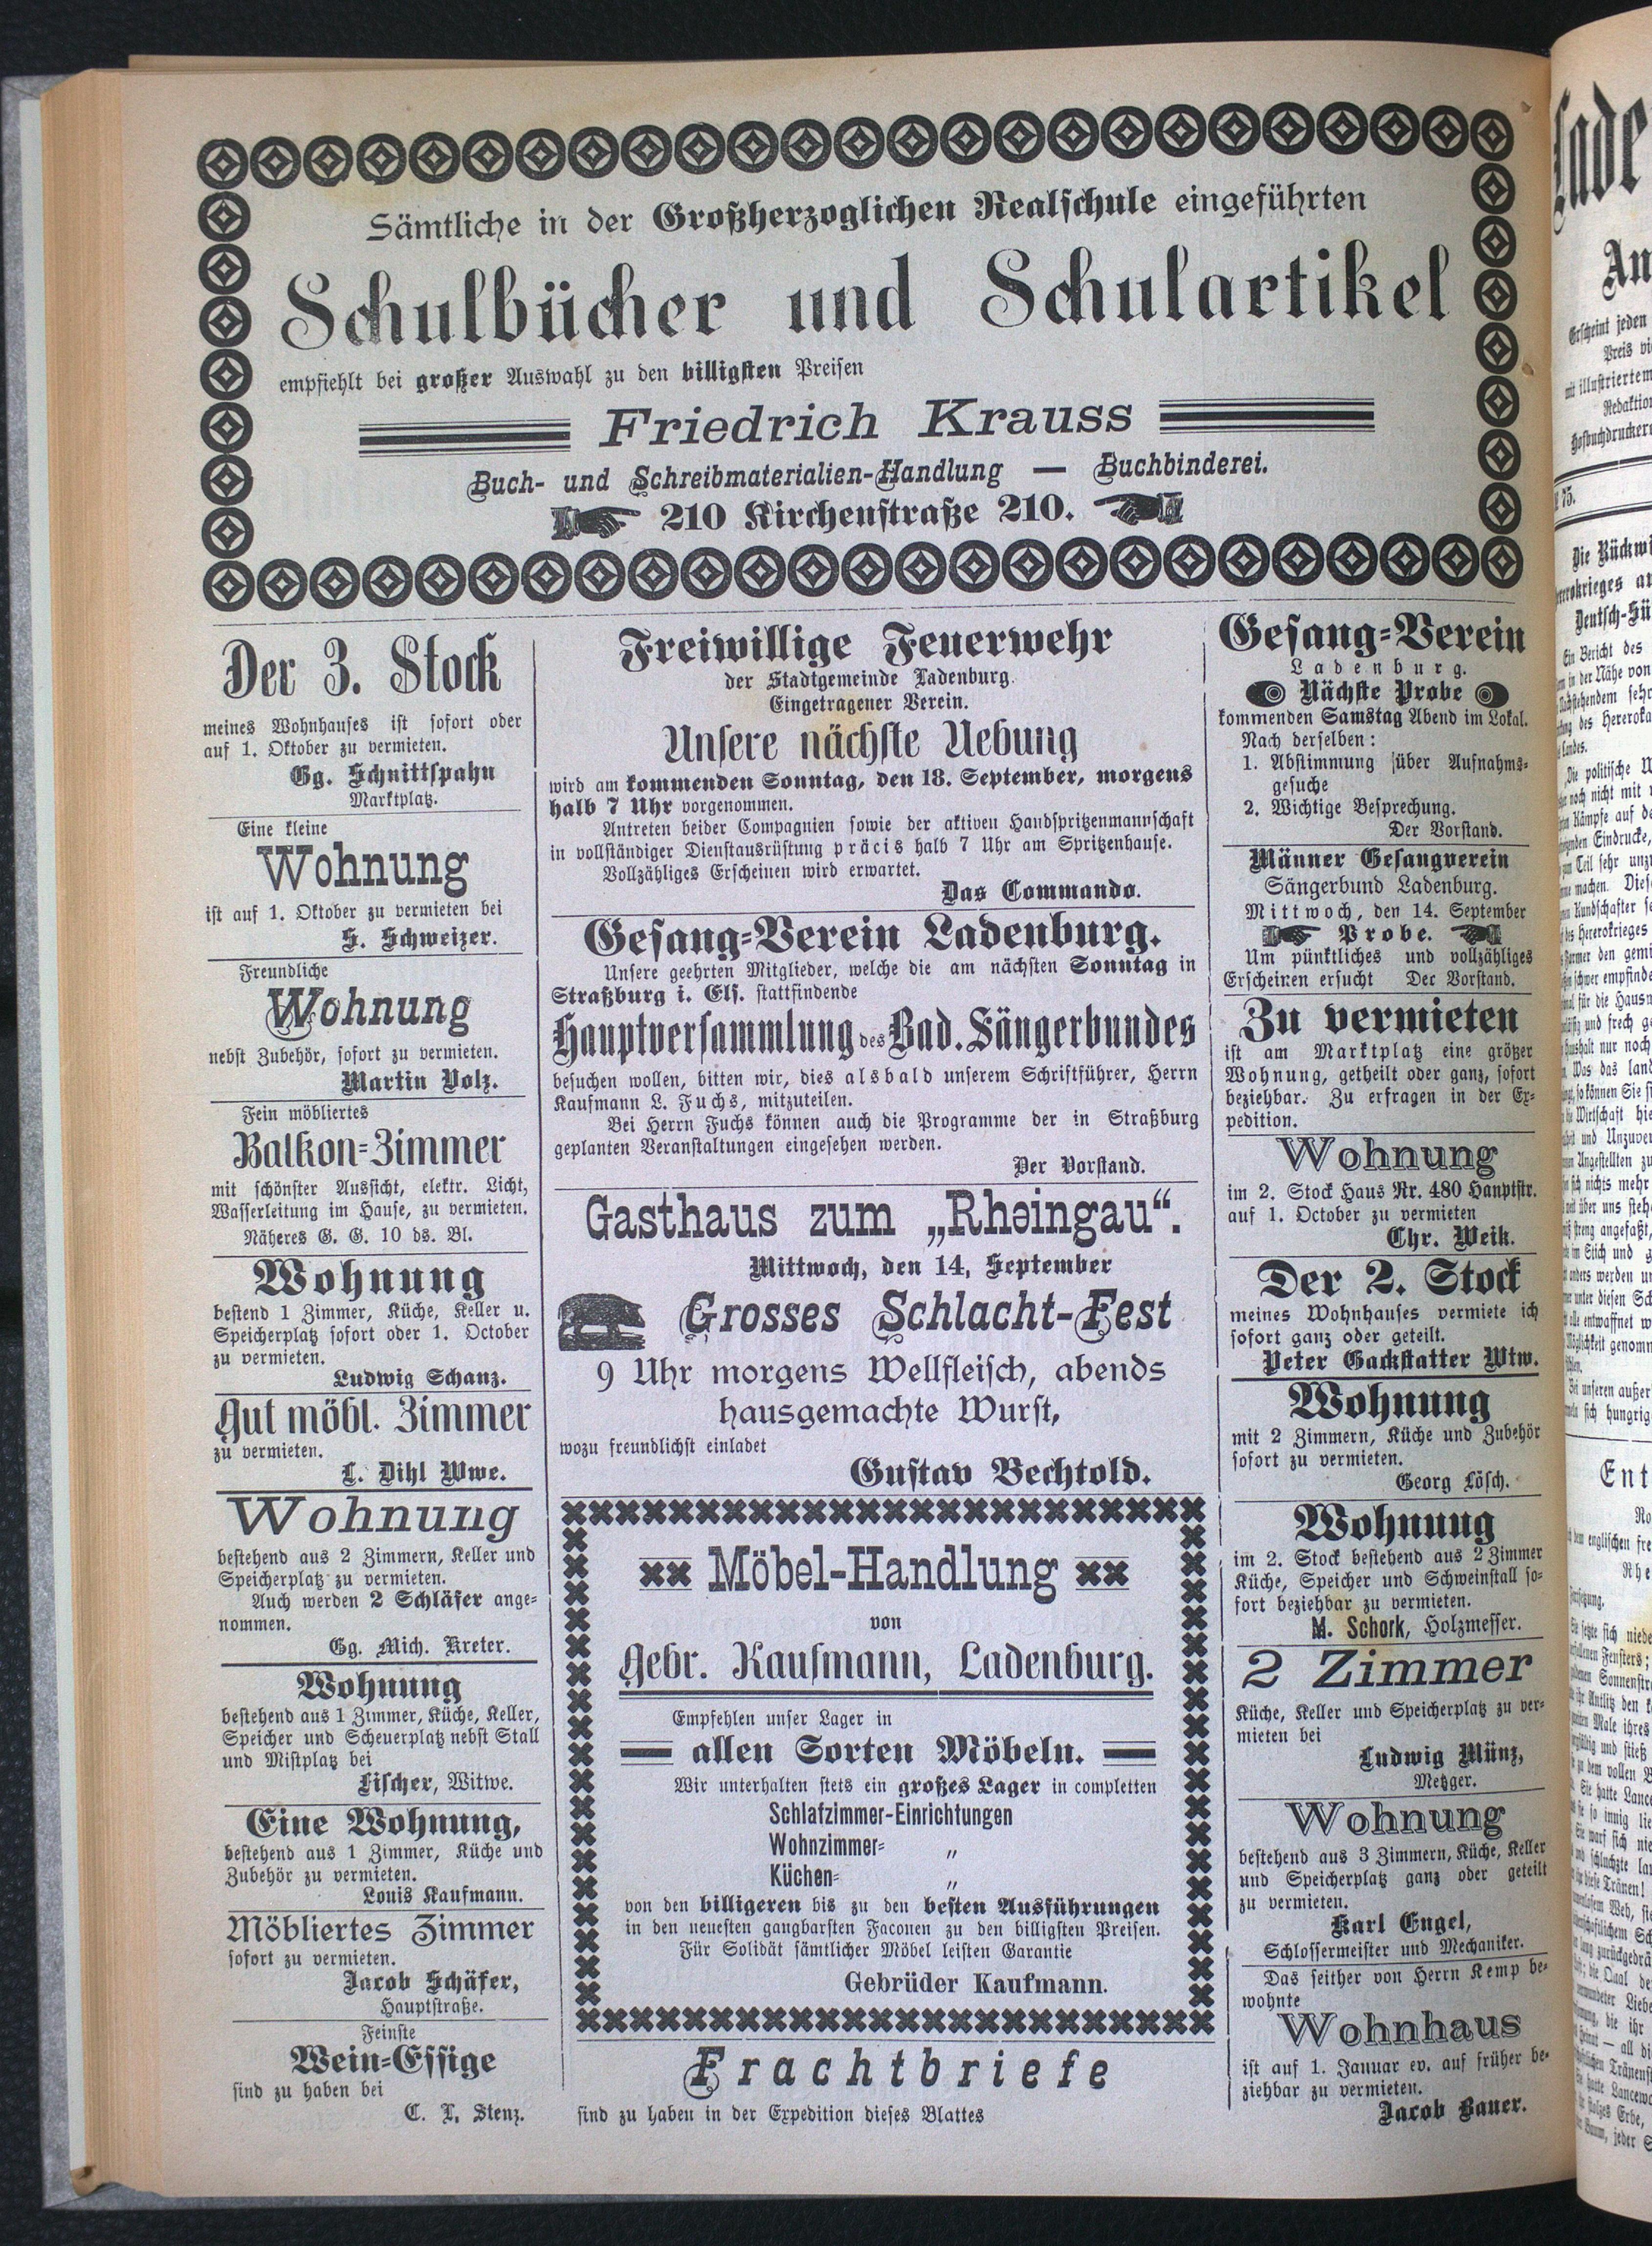 Sämtliche in der Großherzoglichen Realschule eingeführten
Schulbücher und Schulartikel
empfiehlt bei großer Auswahl zu den billigsten Preisen
Friedrich Krauss
Buch- und Schreibmaterialien-Handlung — Buchbinderei.
210 Kirchenstraße 210.
Der 3. Stock
meines Wohnhauses ist sofort oder
auf 1. Oktober zu vermieten.
Gg. Schnittspahn
Marktplatz.
Eine kleine
Wohnung
ist auf 1. Oktober zu vermieten bei
S. Schweizer.
Freundliche
Wohnung
nebst Zubehör, sofort zu vermieten.
Martin Volz.
Fein möbliertes
Balkon-Zimmer
mit schönster Aussicht, elektr. Licht,
Wasserleitung im Hause, zu vermieten.
Näheres G. G. 10 ds. Bl.
Wohnung
bestend 1 Zimmer, Küche, Keller u.
Speicherplatz sofort oder 1. October
zu vermieten.
Ludwig Schanz.
Gut möbl. Zimmer
zu vermieten.
L. Dihl Wwe.
Wohnung
bestehend aus 2 Zimmern, Keller und
Speicherplatz zu vermieten.
Auch werden 2 Schläfer ange-
nommen.
Gg. Mich. Kreter.
Wohnung
bestehend aus 1 Zimmer, Küche, Keller,
Speicher und Scheuerplatz nebst Stall
und Mistplatz bei
Fischer, Witwe.
Eine Wohnung,
bestehend aus 1 Zimmer, Küche und
Zubehör zu vermieten.
Louis Kaufmann.
Möbliertes Zimmer
sofort zu vermieten.
Jacob Schäfer,
Hauptstraße.
Feinste
Wein-Essige
sind zu haben bei
C. L. Stenz.
Freiwillige Feuerwehr
der Stadtgemeinde Ladenburg.
Eingetragener Verein.
Unsere nächste Uebung
wird am kommenden Sonntag, den 18. September, morgens
halb 7 Uhr vorgenommen.
Antreten beider Compagnien sowie der aktiven Handspritzenmannschaft
in vollständiger Dienstausrüstung präcis halb 7 Uhr am Spritzenhause.
Vollzähliges Erscheinen wird erwartet.
Das Commando.
Gesang-Verein Ladenburg.
Unsere geehrten Mitglieder, welche die am nächsten Sonntag in
Straßburg i. Els. stattfindende
Hauptversammlung des Bad. Sängerbundes
besuchen wollen, bitten wir, dies alsbald unserem Schriftführer, Herrn
Kaufmann L. Fuchs, mitzuteilen.
Bei Herrn Fuchs können auch die Programme der in Straßburg
geplanten Veranstaltungen eingesehen werden.
Der Vorstand.
Gasthaus zum „Rheingau“.
Mittwoch, den 14, September
Grosses Schlacht-Fest
9 Uhr morgens Wellfleisch, abends
hausgemachte Wurst,
wozu freundlichst einladet
Gustav Bechtold.
Möbel-Handlung
von
Gebr. Kaufmann, Ladenburg.
Empfehlen unser Lager in
allen Sorten Möbeln.
Wir unterhalten stets ein großes Lager in completten
Schlafzimmer-Einrichtungen
Wohnzimmer- „
Küchen- „
von den billigeren bis zu den besten Ausführungen
in den neuesten gangbarsten Faconen zu den billigsten Preisen.
Für Solidät sämtlicher Möbel leisten Garantie
Gebrüder Kaufmann.
Frachtbriefe
sind zu haben in der Expedition dieses Blattes
Gesang-Verein
Ladenburg.
Nächste Probe
kommenden Samstag Abend im Lokal.
Nach derselben:
1. Abstimmung über Aufnahms-
gesuche
2. Wichtige Besprechung.
Der Vorstand.
Männer Gesangverein
Sängerbund Ladenburg.
Mittwoch, den 14. September
Probe.
Um pünktliches und vollzähliges
Erscheinen ersucht Der Vorstand.
Zu vermieten
ist am Marktplatz eine größer
Wohnung, getheilt oder ganz, sofort
beziehbar. Zu erfragen in der Ex-
pedition.
Wohnung
im 2. Stock Haus Nr. 480 Hauptstr.
auf 1. October zu vermieten
Chr. Weik.
Der 2. Stock
meines Wohnhauses vermiete ich
sofort ganz oder geteilt.
Peter Gackstatter Wtw.
Wohnung
mit 2 Zimmern, Küche und Zubehör
sofort zu vermieten.
Georg Lösch.
Wohnung
im 2. Stock bestehend aus 2 Zimmer
Küche, Speicher und Schweinstall so-
fort beziehbar zu vermieten.
M. Schork, Holzmesser.
2 Zimmer
Küche, Keller und Speicherplatz zu ver-
mieten bei
Ludwig Münz,
Metzger.
Wohnung
bestehend aus 3 Zimmern, Küche, Keller
und Speicherplatz ganz oder geteilt
zu vermieten.
Karl Engel,
Schlossermeister und Mechaniker.
Das seither von Herrn Kemp be-
wohnte
Wohnhaus
ist auf 1. Januar ev. auf früher be-
ziehbar zu vermieten.
Jacob Bauer.